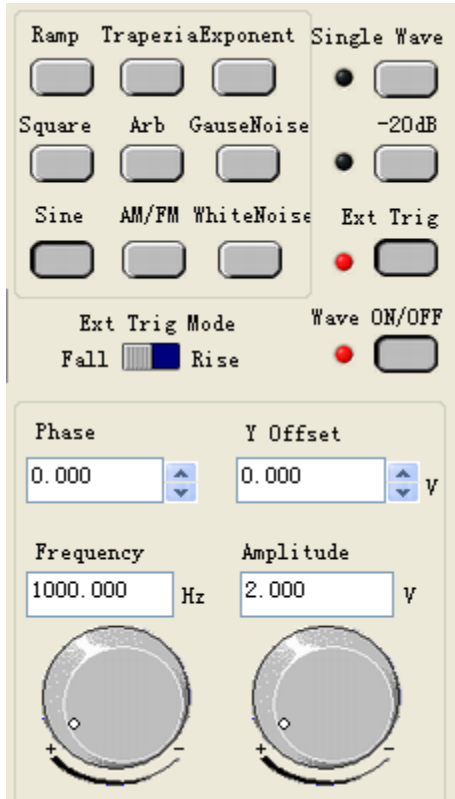 Ramp TrapeziaExponent Single Wave
Square Arb GauseNoise -20dB
Sine AM/FM WhiteNoise Ext Trig
Ext Trig Mode Wave ON/OFF
Fall Rise
Phase Y Offset
0.000 0.000 V
Frequency Amplitude
1000.000 Hz 2.000 V
+ - + -